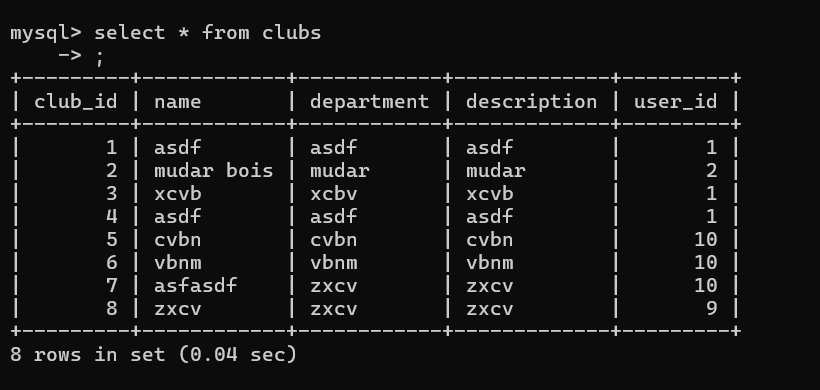 mysql> select * from clubs
    -> ;
+---------+------------+------------+-------------+---------+
| club_id | name       | department | description | user_id |
+---------+------------+------------+-------------+---------+
|       1 | asdf       | asdf       | asdf        |       1 |
|       2 | mudar bois | mudar      | mudar       |       2 |
|       3 | xcvb       | xcbv       | xcvb        |       1 |
|       4 | asdf       | asdf       | asdf        |       1 |
|       5 | cvbn       | cvbn       | cvbn        |      10 |
|       6 | vbnm       | vbnm       | vbnm        |      10 |
|       7 | asfasdf    | zxcv       | zxcv        |      10 |
|       8 | zxcv       | zxcv       | zxcv        |       9 |
+---------+------------+------------+-------------+---------+
8 rows in set (0.04 sec)